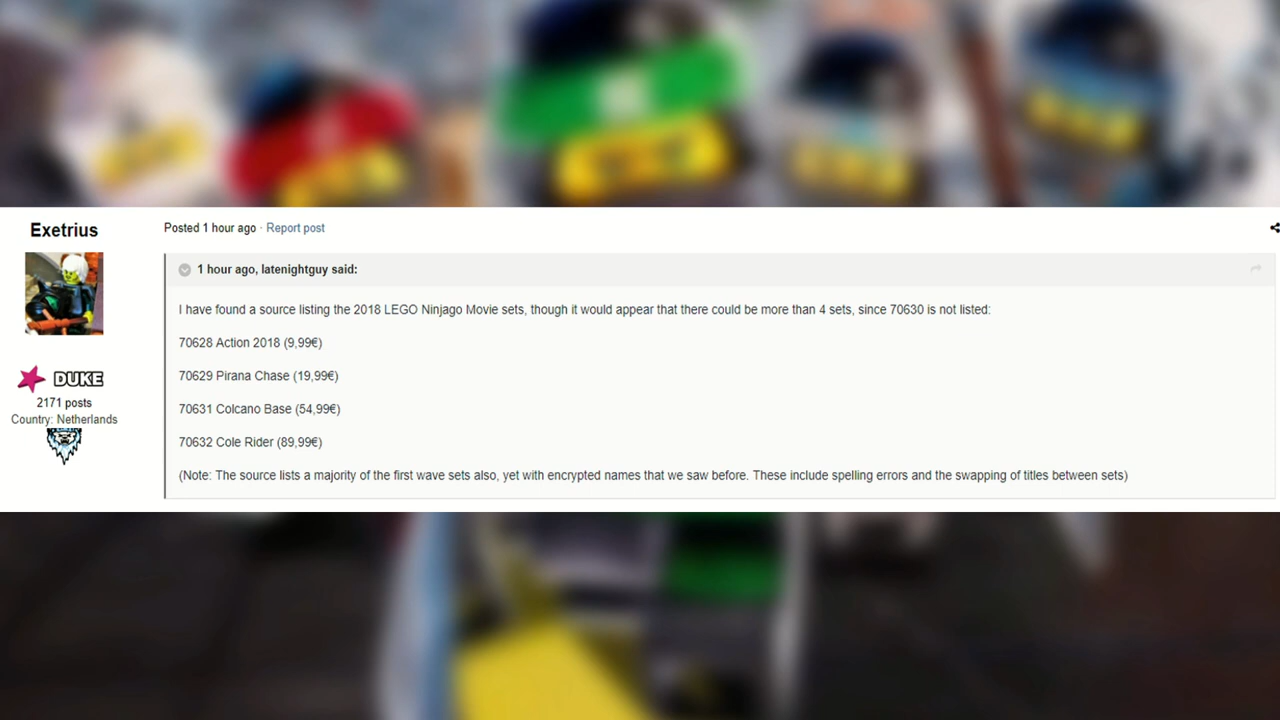 Exetrius
Posted 1 hour ago · Report post
1 hour ago, latenightguy said:
I have found a source listing the 2018 LEGO Ninjago Movie sets, though it would appear that there could be more than 4 sets, since 70630 is not listed:
70628 Action 2018 (9,99€)
70629 Pirana Chase (19,99€)
70631 Colcano Base (54,99€)
70632 Cole Rider (89,99€)
(Note: The source lists a majority of the first wave sets also, yet with encrypted names that we saw before. These include spelling errors and the swapping of titles between sets)
DUKE
2171 posts
Country: Netherlands